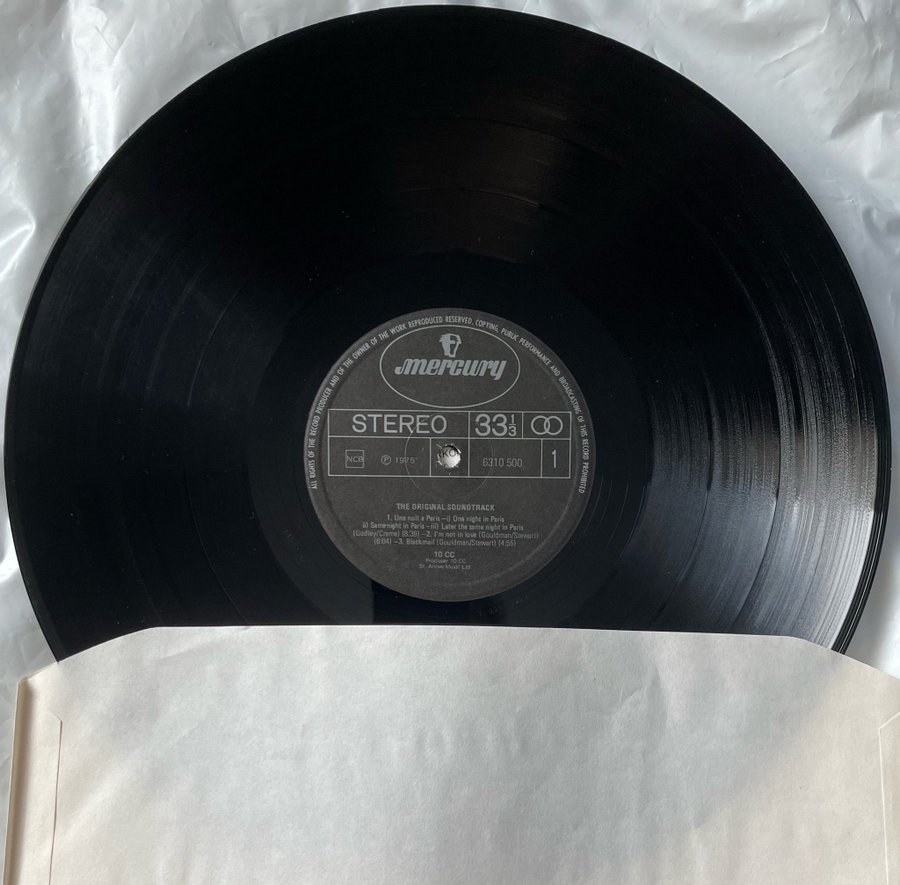 ALL RIGHTS OF THE RECORD PRODUCER AND OF THE OWNER OF THE WORK REPRODUCED RESERVED. COPYING, PUBLIC PERFORMANCE AND BROADCASTING OF THIS RECORD PROHIBITED
mercury
STEREO 33 1/3
NCB ℗ 1975 6310 500 1
THE ORIGINAL SOUNDTRACK
1. Une nuit a Paris -i) One night in Paris
ii) Same night in Paris -iii) Later the same night in Paris
(Godley/Creme) (8:39) -2. I'm not in love (Gouldman/Stewart)
(6:04) -3. Blackmail (Gouldman/Stewart) (4:55)
10 CC
Producer 10 CC
St. Annes Music Ltd